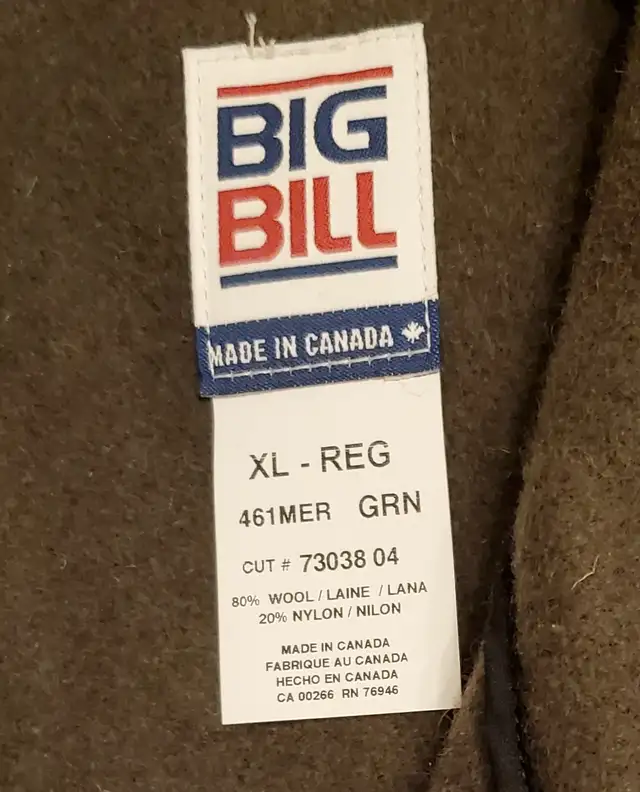 BIG
BILL
MADE IN CANADA
XL - REG
461MER GRN
CUT # 73038 04
80% WOOL / LAINE / LANA
20% NYLON / NILON
MADE IN CANADA
FABRIQUE AU CANADA
HECHO EN CANADA
CA 00266 RN 76946